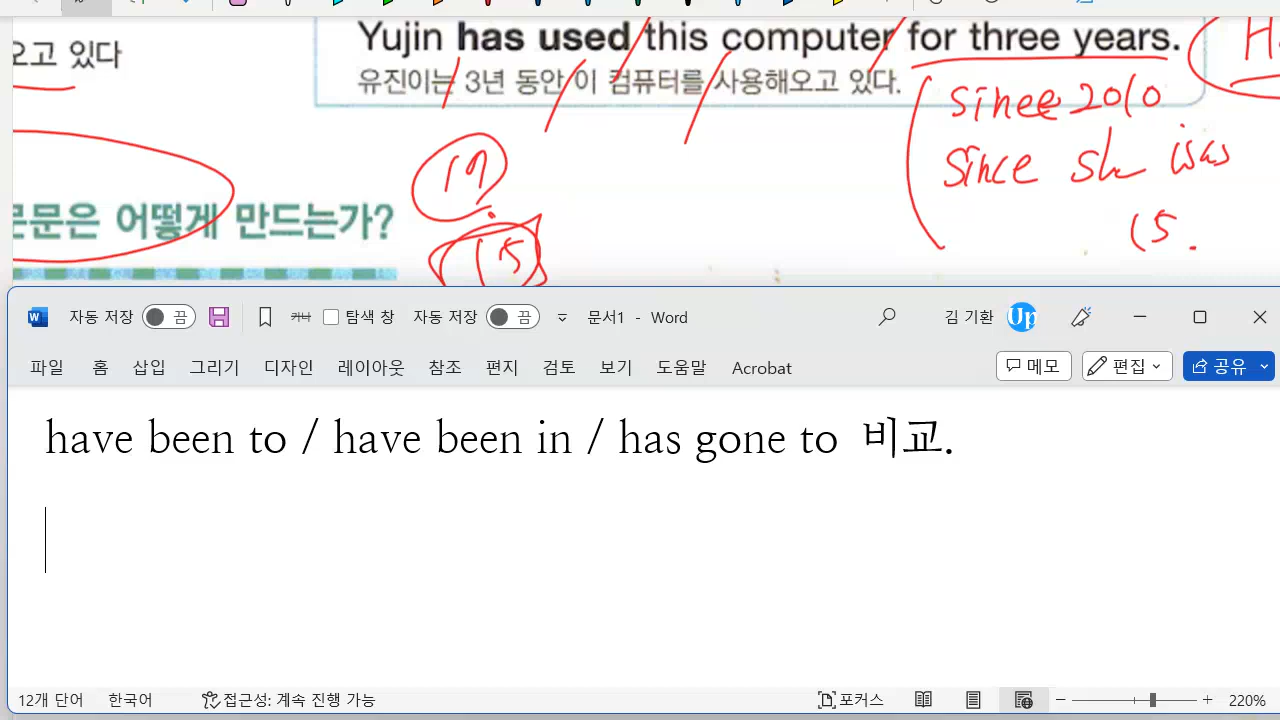 Yujin has used this computer for three years.
오고 있다
유진이는 3년 동안 이 컴퓨터를 사용해오고 있다.
since 2010
since she was
15.
19
15
문문은 어떻게 만드는가?
자동 저장 끔 탐색 창 자동 저장 끔 문서1 - Word 김 기환 Up
파일 홈 삽입 그리기 디자인 레이아웃 참조 편지 검토 보기 도움말 Acrobat 메모 편집 공유
have been to / have been in / has gone to 비교.
12개 단어 한국어 접근성: 계속 진행 가능 포커스 220%